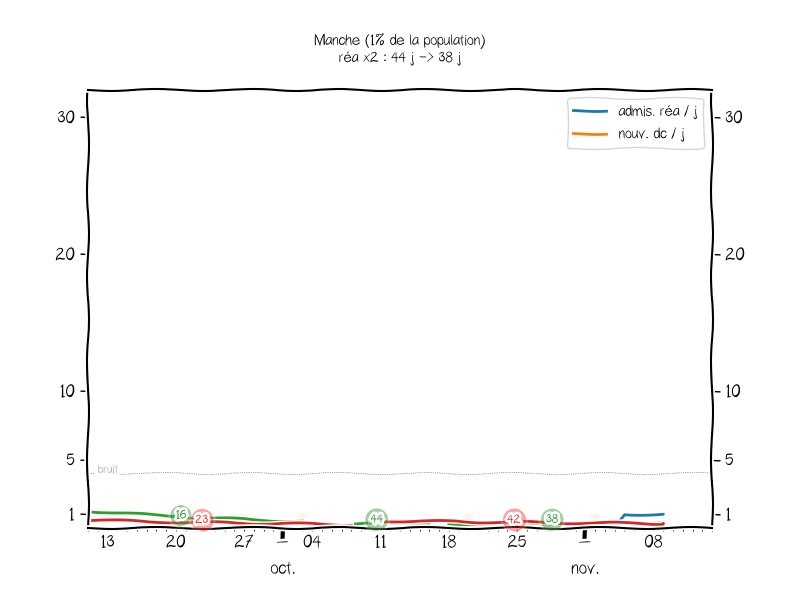 Manche (1% de la population)
réa x2 : 44 j -> 38 j
admis. réa / j
nouv. dc / j
30 30
20 20
10 10
5 5
bruit
1 1
16 23 44 42 38
13 20 27 04 11 18 25 08
oct. nov.